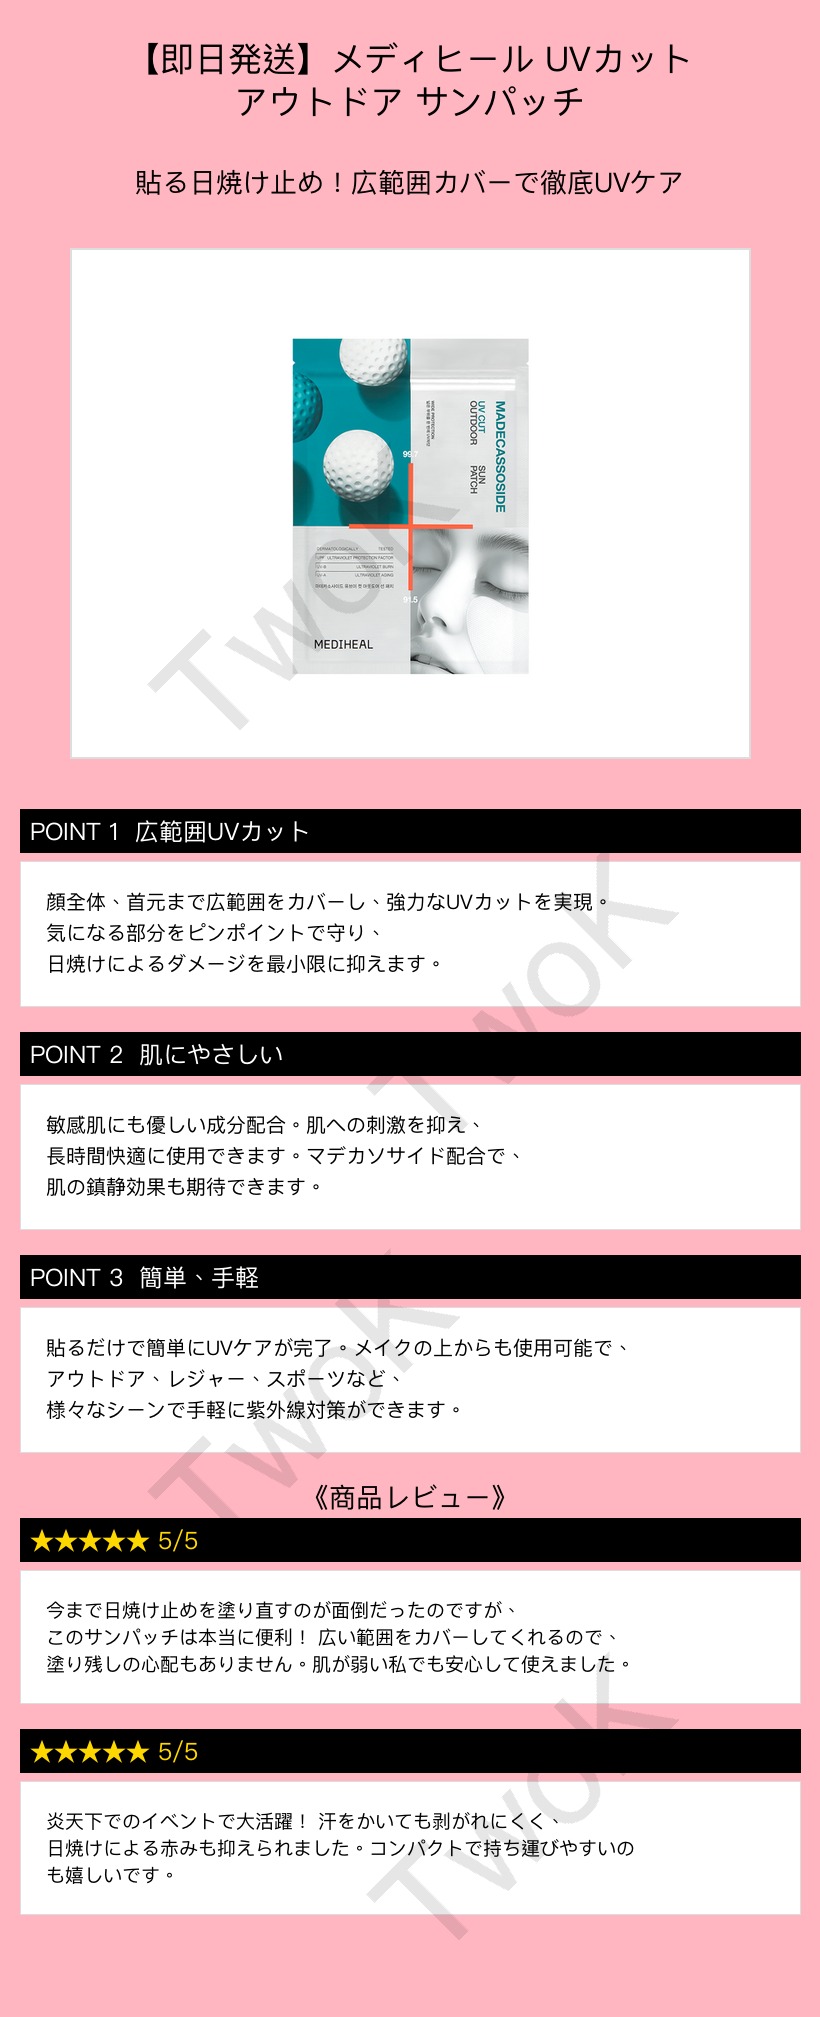 【即日発送】メディヒール UVカット
アウトドア サンパッチ
貼る日焼け止め！広範囲カバーで徹底UVケア
MADECASSOSIDE
UV CUT
OUTDOOR
SUN
PATCH
WIDE PROTECTION
99.7
DERMATOLOGICALLY TESTED
UPF ULTRAVIOLET PROTECTION FACTOR
UV-B ULTRAVIOLET BURN
UV-A ULTRAVIOLET AGING
91.5
MEDIHEAL
TwoK
POINT 1 広範囲UVカット
顔全体、首元まで広範囲をカバーし、強力なUVカットを実現。
気になる部分をピンポイントで守り、
日焼けによるダメージを最小限に抑えます。
TwoK
POINT 2 肌にやさしい
敏感肌にも優しい成分配合。肌への刺激を抑え、
長時間快適に使用できます。マデカソサイド配合で、
肌の鎮静効果も期待できます。
POINT 3 簡単、手軽
貼るだけで簡単にUVケアが完了。メイクの上からも使用可能で、
アウトドア、レジャー、スポーツなど、
様々なシーンで手軽に紫外線対策ができます。
TwoK
《商品レビュー》
★★★★★ 5/5
今まで日焼け止めを塗り直すのが面倒だったのですが、
このサンパッチは本当に便利！ 広い範囲をカバーしてくれるので、
塗り残しの心配もありません。肌が弱い私でも安心して使えました。
★★★★★ 5/5
炎天下でのイベントで大活躍！ 汗をかいても剥がれにくく、
日焼けによる赤みも抑えられました。コンパクトで持ち運びやすいの
も嬉しいです。
TwoK